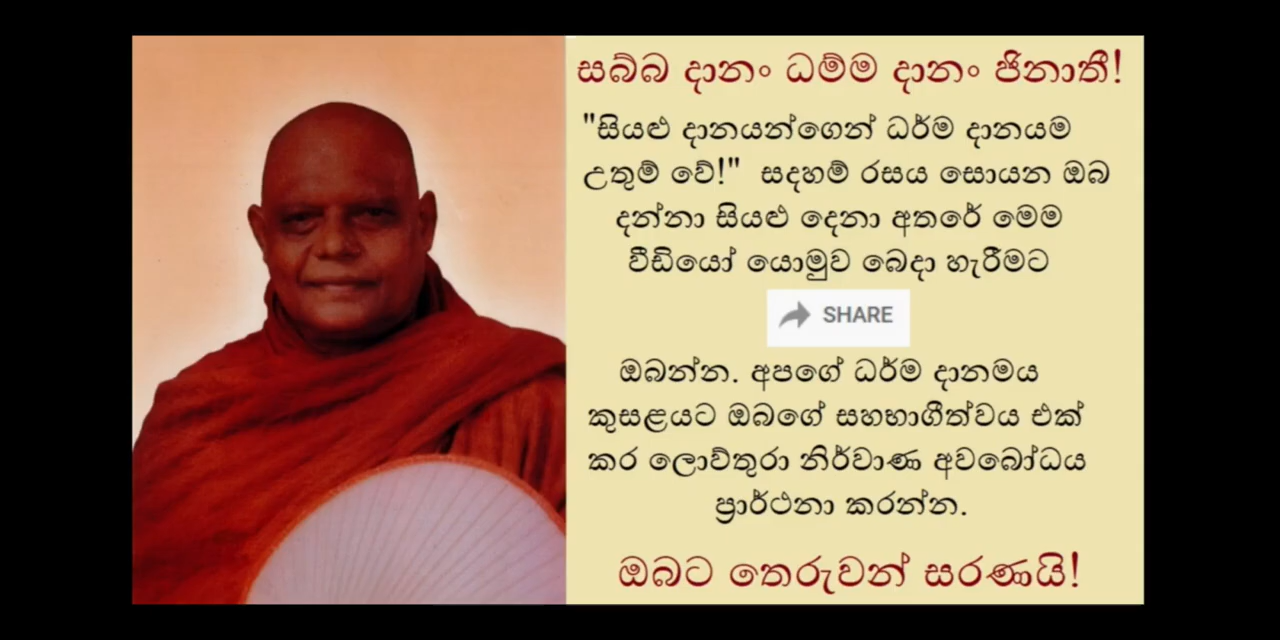 සබ්බ දානං ධම්ම දානං ජිනාතී!
"සියළු දානයන්ගෙන් ධර්ම දානයම
උතුම් වේ!" සදහම් රසය සොයන ඔබ
දන්නා සියළු දෙනා අතරේ මෙම
වීඩියෝ යොමුව බෙදා හැරීමට
SHARE
ඔබන්න. අපගේ ධර්ම දානමය
කුසළයට ඔබගේ සහභාගීත්වය එක්
කර ලොව්තුරා නිර්වාණ අවබෝධය
ප්‍රාර්ථනා කරන්න.
ඔබට තෙරුවන් සරණයි!